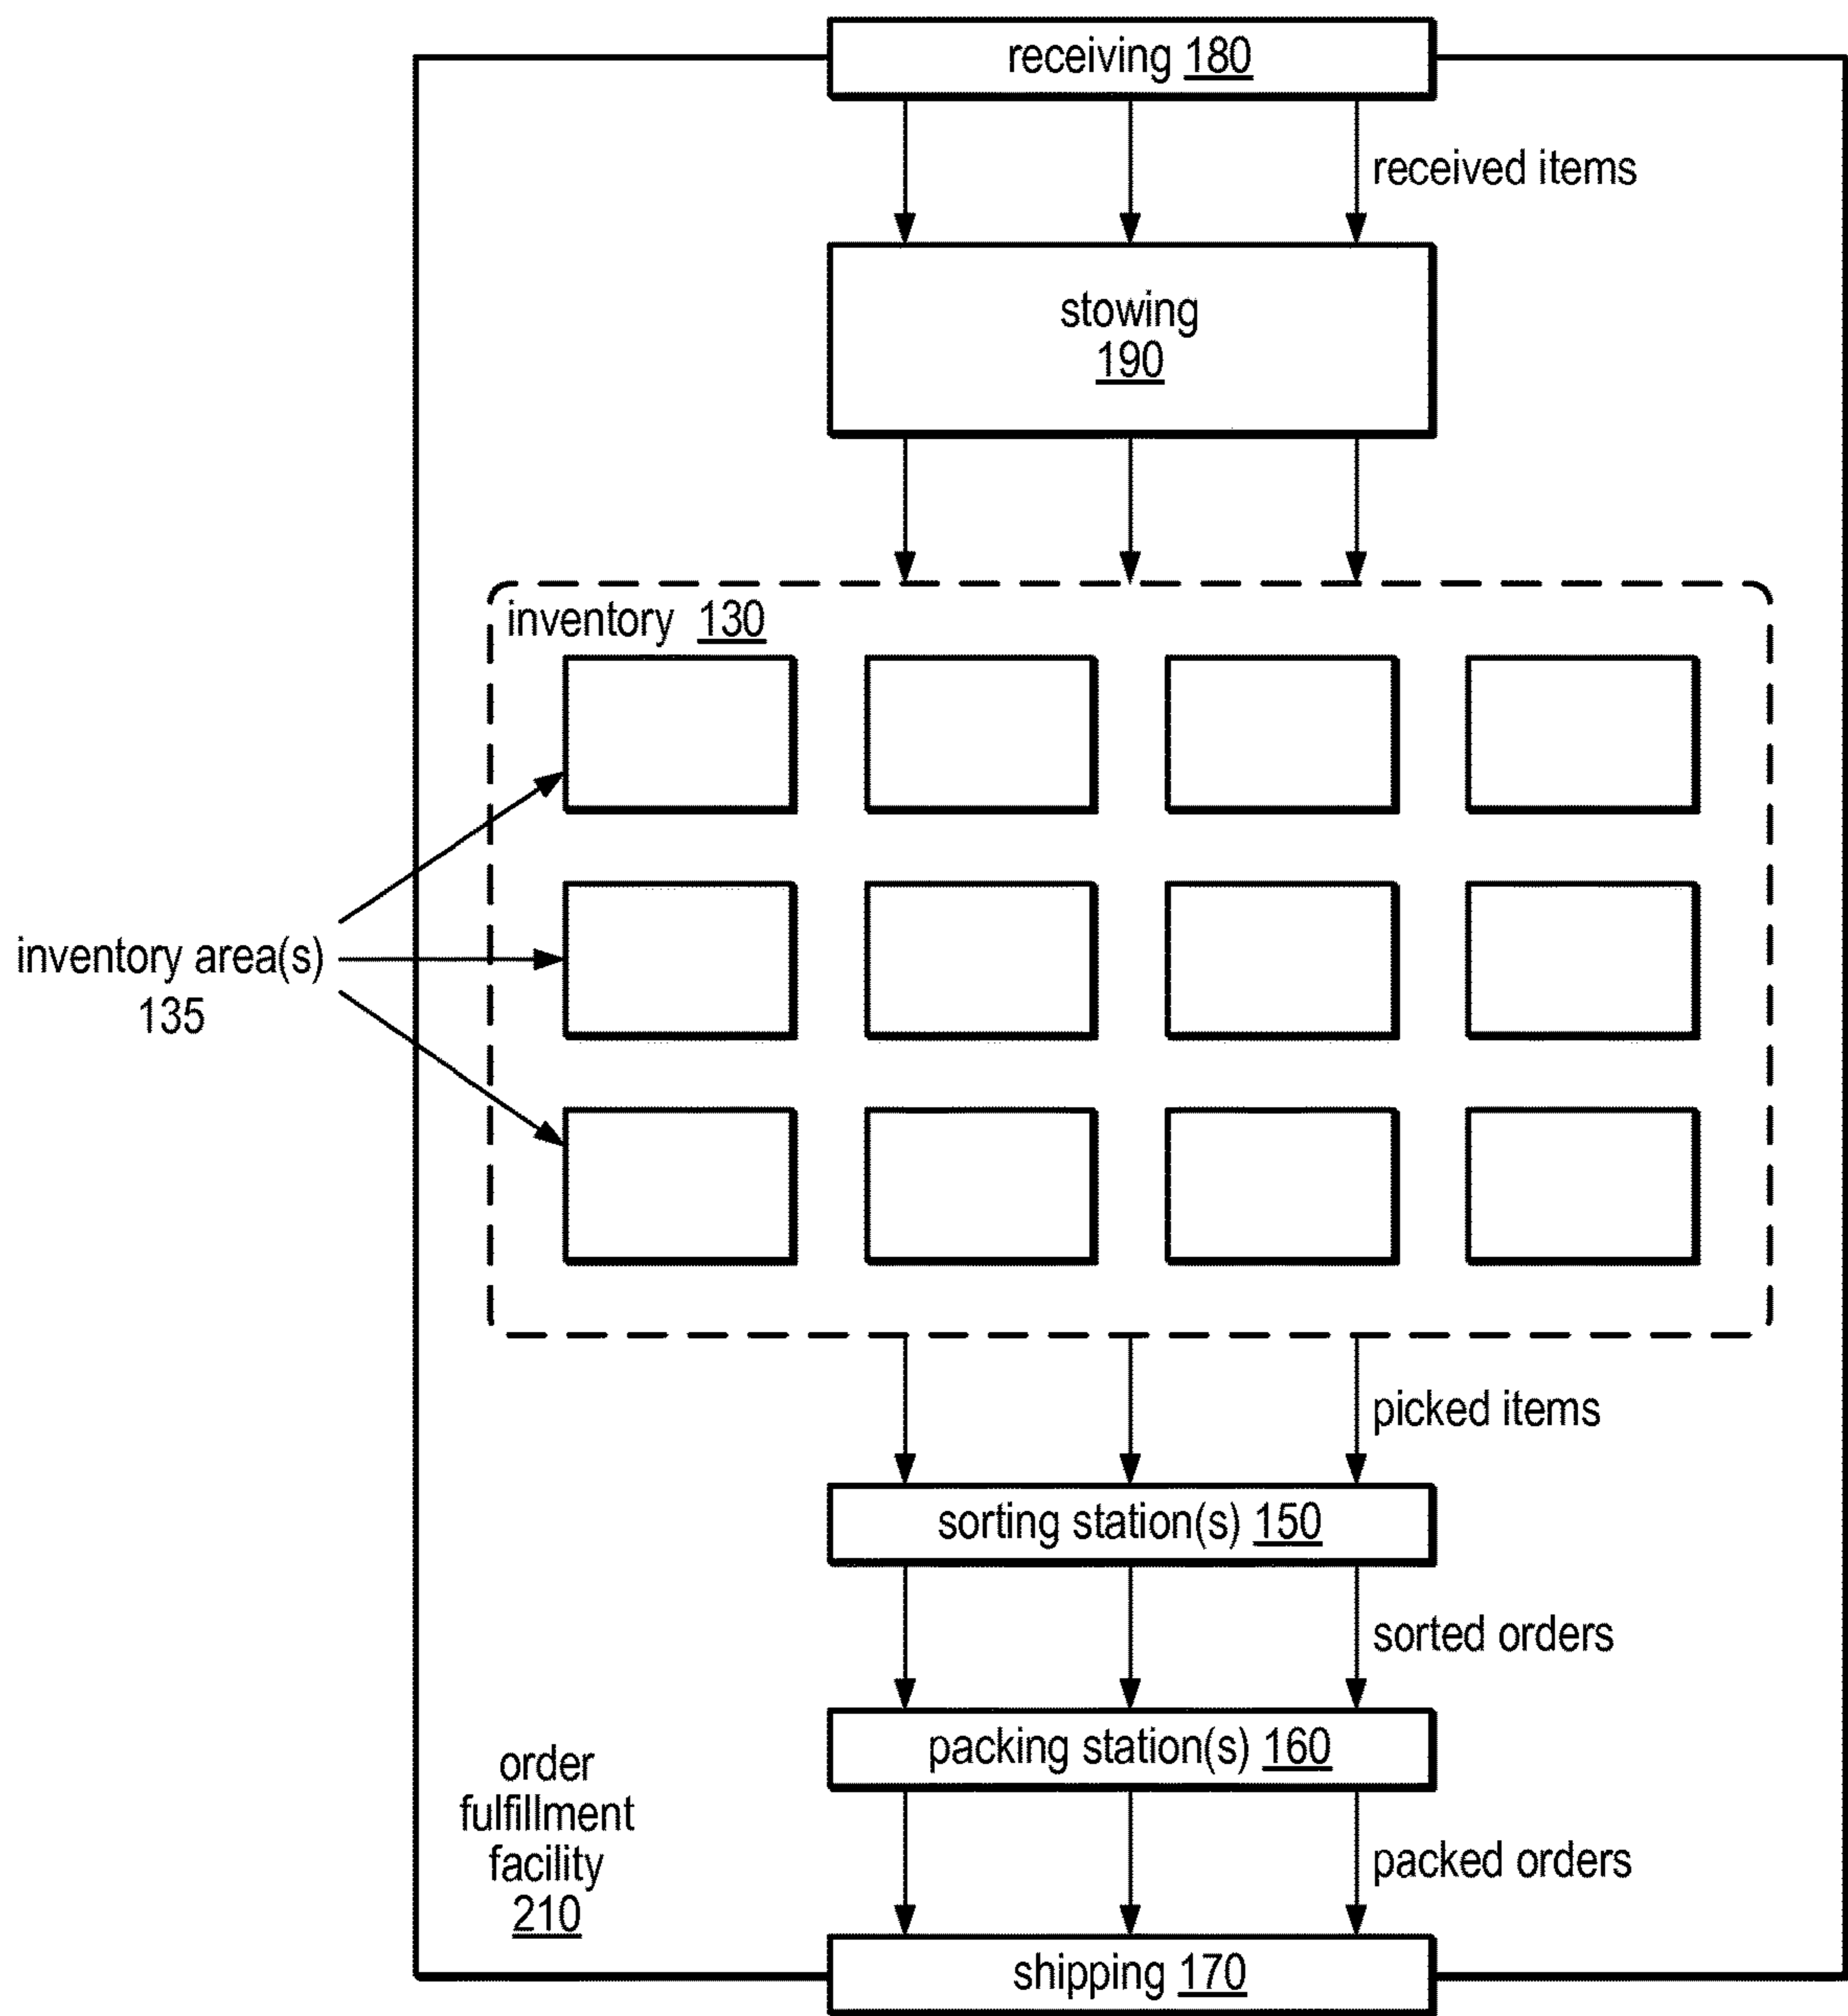 receiving 180
received items
stowing
190
inventory 130
inventory area(s)
135
picked items
sorting station(s) 150
sorted orders
packing station(s) 160
order
fulfillment
facility
210
packed orders
shipping 170